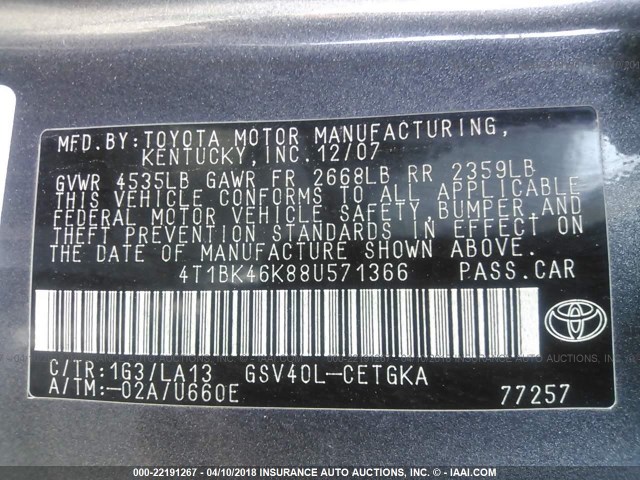 MFD.BY:TOYOTA MOTOR MANUFACTURING,
KENTUCKY,INC.12/07
GVWR 4535LB GAWR FR 2668LB RR 2359LB
THIS VEHICLE CONFORMS TO ALL APPLICABLE
FEDERAL MOTOR VEHICLE SAFETY,BUMPER,AND
THEFT PREVENTION STANDARDS IN EFFECT ON
THE DATE OF MANUFACTURE SHOWN ABOVE.
4T1BK46K88U571366 PASS.CAR
C/TR:1G3/LA13 GSV40L-CETGKA
A/TM:-02A/U660E 77257
000-22191267 - 04/10/2018 - INSURANCE AUTO AUCTIONS - IAAI.COM